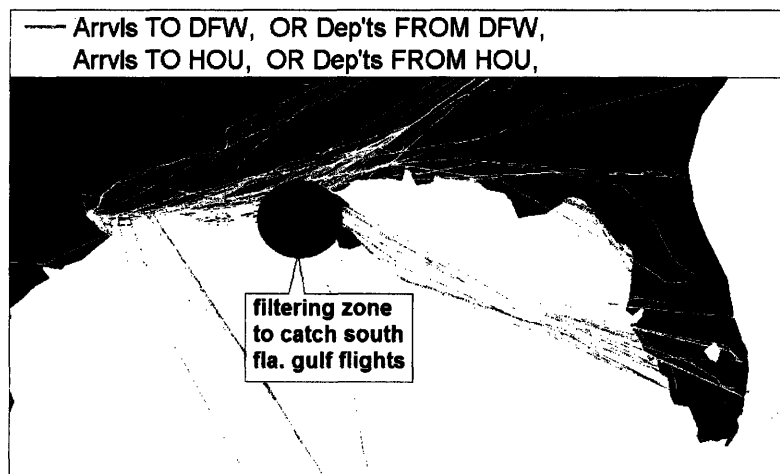 Arrvls TO DFW, OR Dep'ts FROM DFW,
Arrvls TO HOU, OR Dep'ts FROM HOU,
filtering zone
to catch south
fla. gulf flights